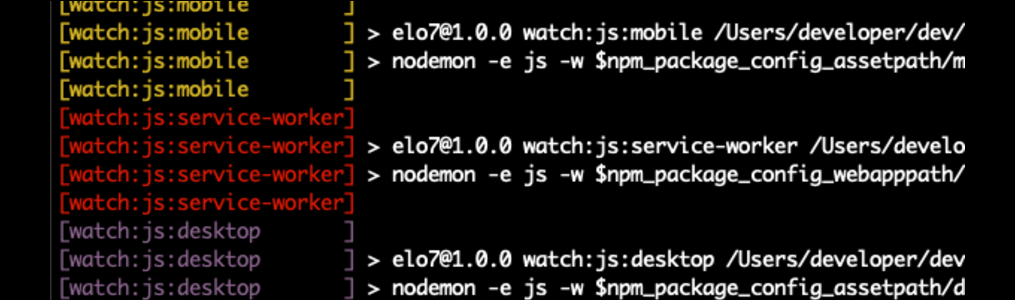 [watch:js:mobile        ]
[watch:js:mobile        ] > elo7@1.0.0 watch:js:mobile /Users/developer/dev/
[watch:js:mobile        ] > nodemon -e js -w $npm_package_config_assetpath/m
[watch:js:mobile        ]
[watch:js:service-worker]
[watch:js:service-worker] > elo7@1.0.0 watch:js:service-worker /Users/develo
[watch:js:service-worker] > nodemon -e js -w $npm_package_config_webapppath/
[watch:js:service-worker]
[watch:js:desktop       ]
[watch:js:desktop       ] > elo7@1.0.0 watch:js:desktop /Users/developer/dev
[watch:js:desktop       ] > nodemon -e js -w $npm_package_config_assetpath/d